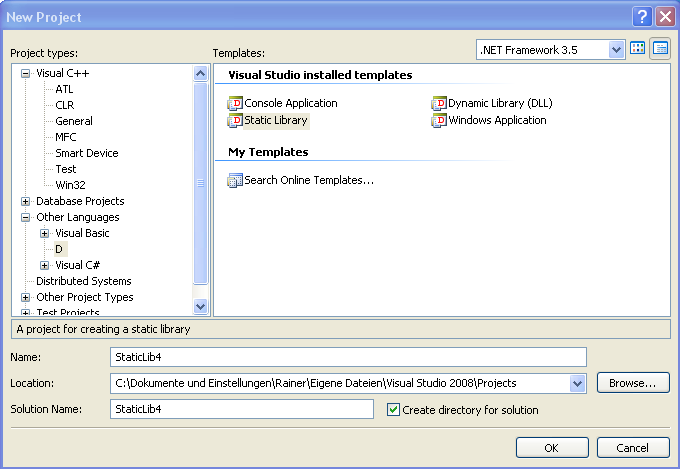 New Project
Project types:
Templates:
.NET Framework 3.5
Visual C++
ATL
CLR
General
MFC
Smart Device
Test
Win32
Database Projects
Other Languages
Visual Basic
D
Visual C#
Distributed Systems
Other Project Types
Test Projects
Visual Studio installed templates
Console Application
Dynamic Library (DLL)
Static Library
Windows Application
My Templates
Search Online Templates...
A project for creating a static library
Name:
StaticLib4
Location:
C:\Dokumente und Einstellungen\Rainer\Eigene Dateien\Visual Studio 2008\Projects
Browse...
Solution Name:
StaticLib4
Create directory for solution
OK
Cancel